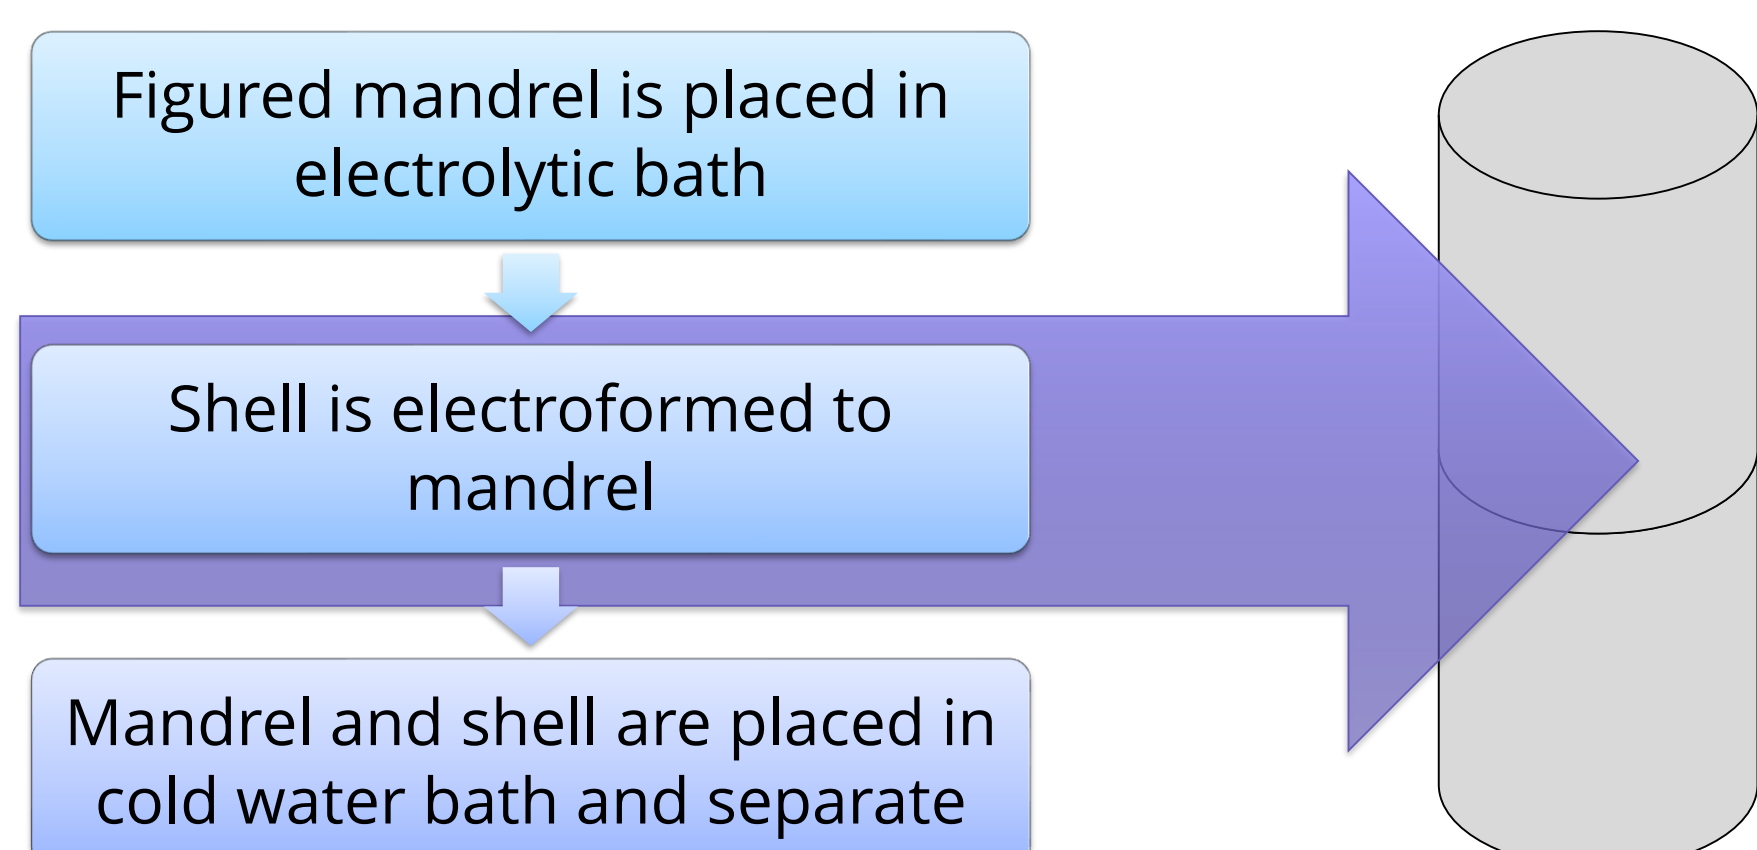 Figured mandrel is placed in
electrolytic bath
Shell is electroformed to
mandrel
Mandrel and shell are placed in
cold water bath and separate